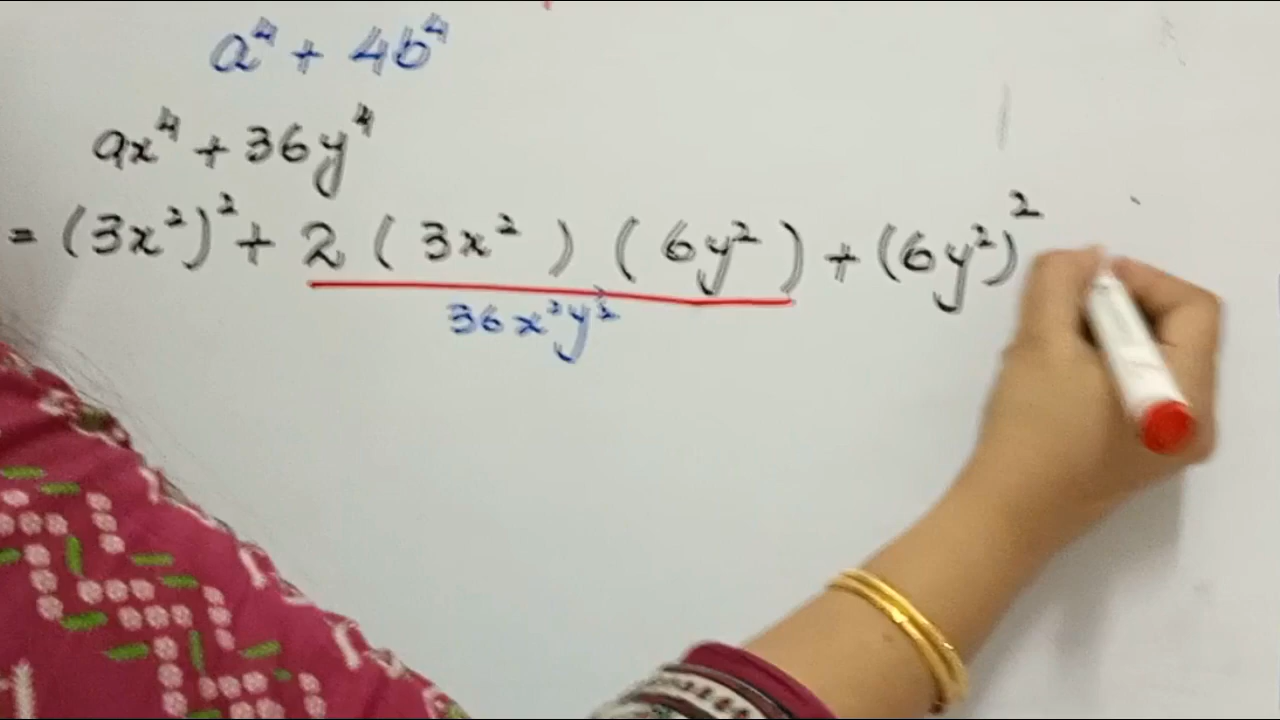 a⁴ + 4b⁴
9x⁴ + 36y⁴
= (3x²)² + 2 (3x²) (6y²) + (6y²)²
36x²y²